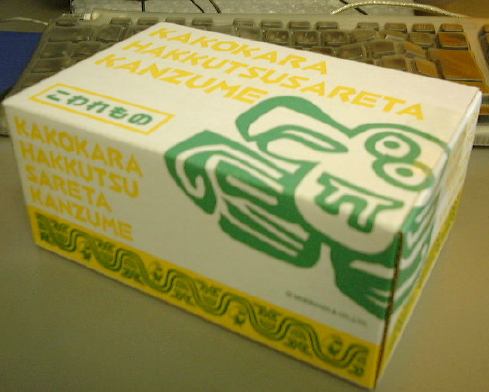 KAKOKARA
HAKKUTSUSARETA
KANZUME
こわれもの
KAKOKARA
HAKKUTSU
SARETA
KANZUME